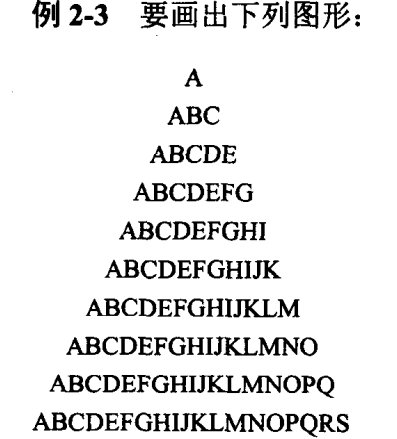 例 2-3 要画出下列图形：
A
ABC
ABCDE
ABCDEFG
ABCDEFGHI
ABCDEFGHIJK
ABCDEFGHIJKLM
ABCDEFGHIJKLMNO
ABCDEFGHIJKLMNOPQ
ABCDEFGHIJKLMNOPQRS